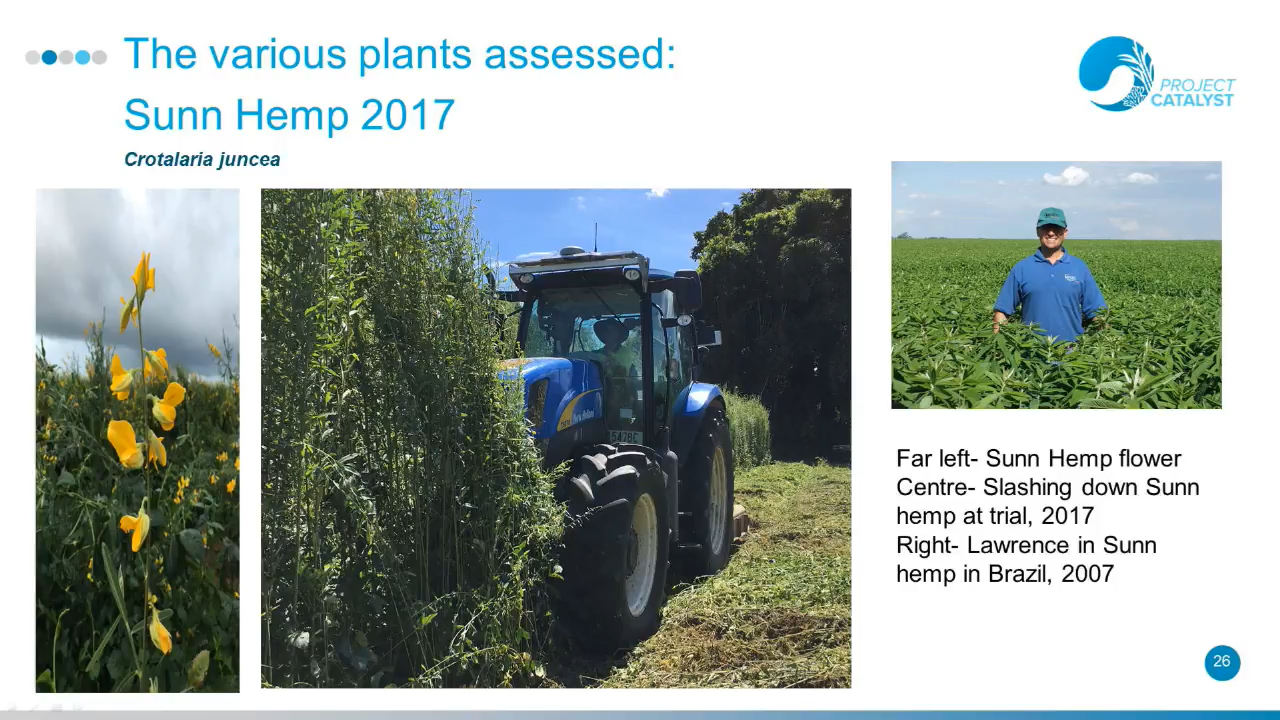 The various plants assessed:
Sunn Hemp 2017
Crotalaria juncea
PROJECT
CATALYST
Far left- Sunn Hemp flower
Centre- Slashing down Sunn
hemp at trial, 2017
Right- Lawrence in Sunn
hemp in Brazil, 2007
26